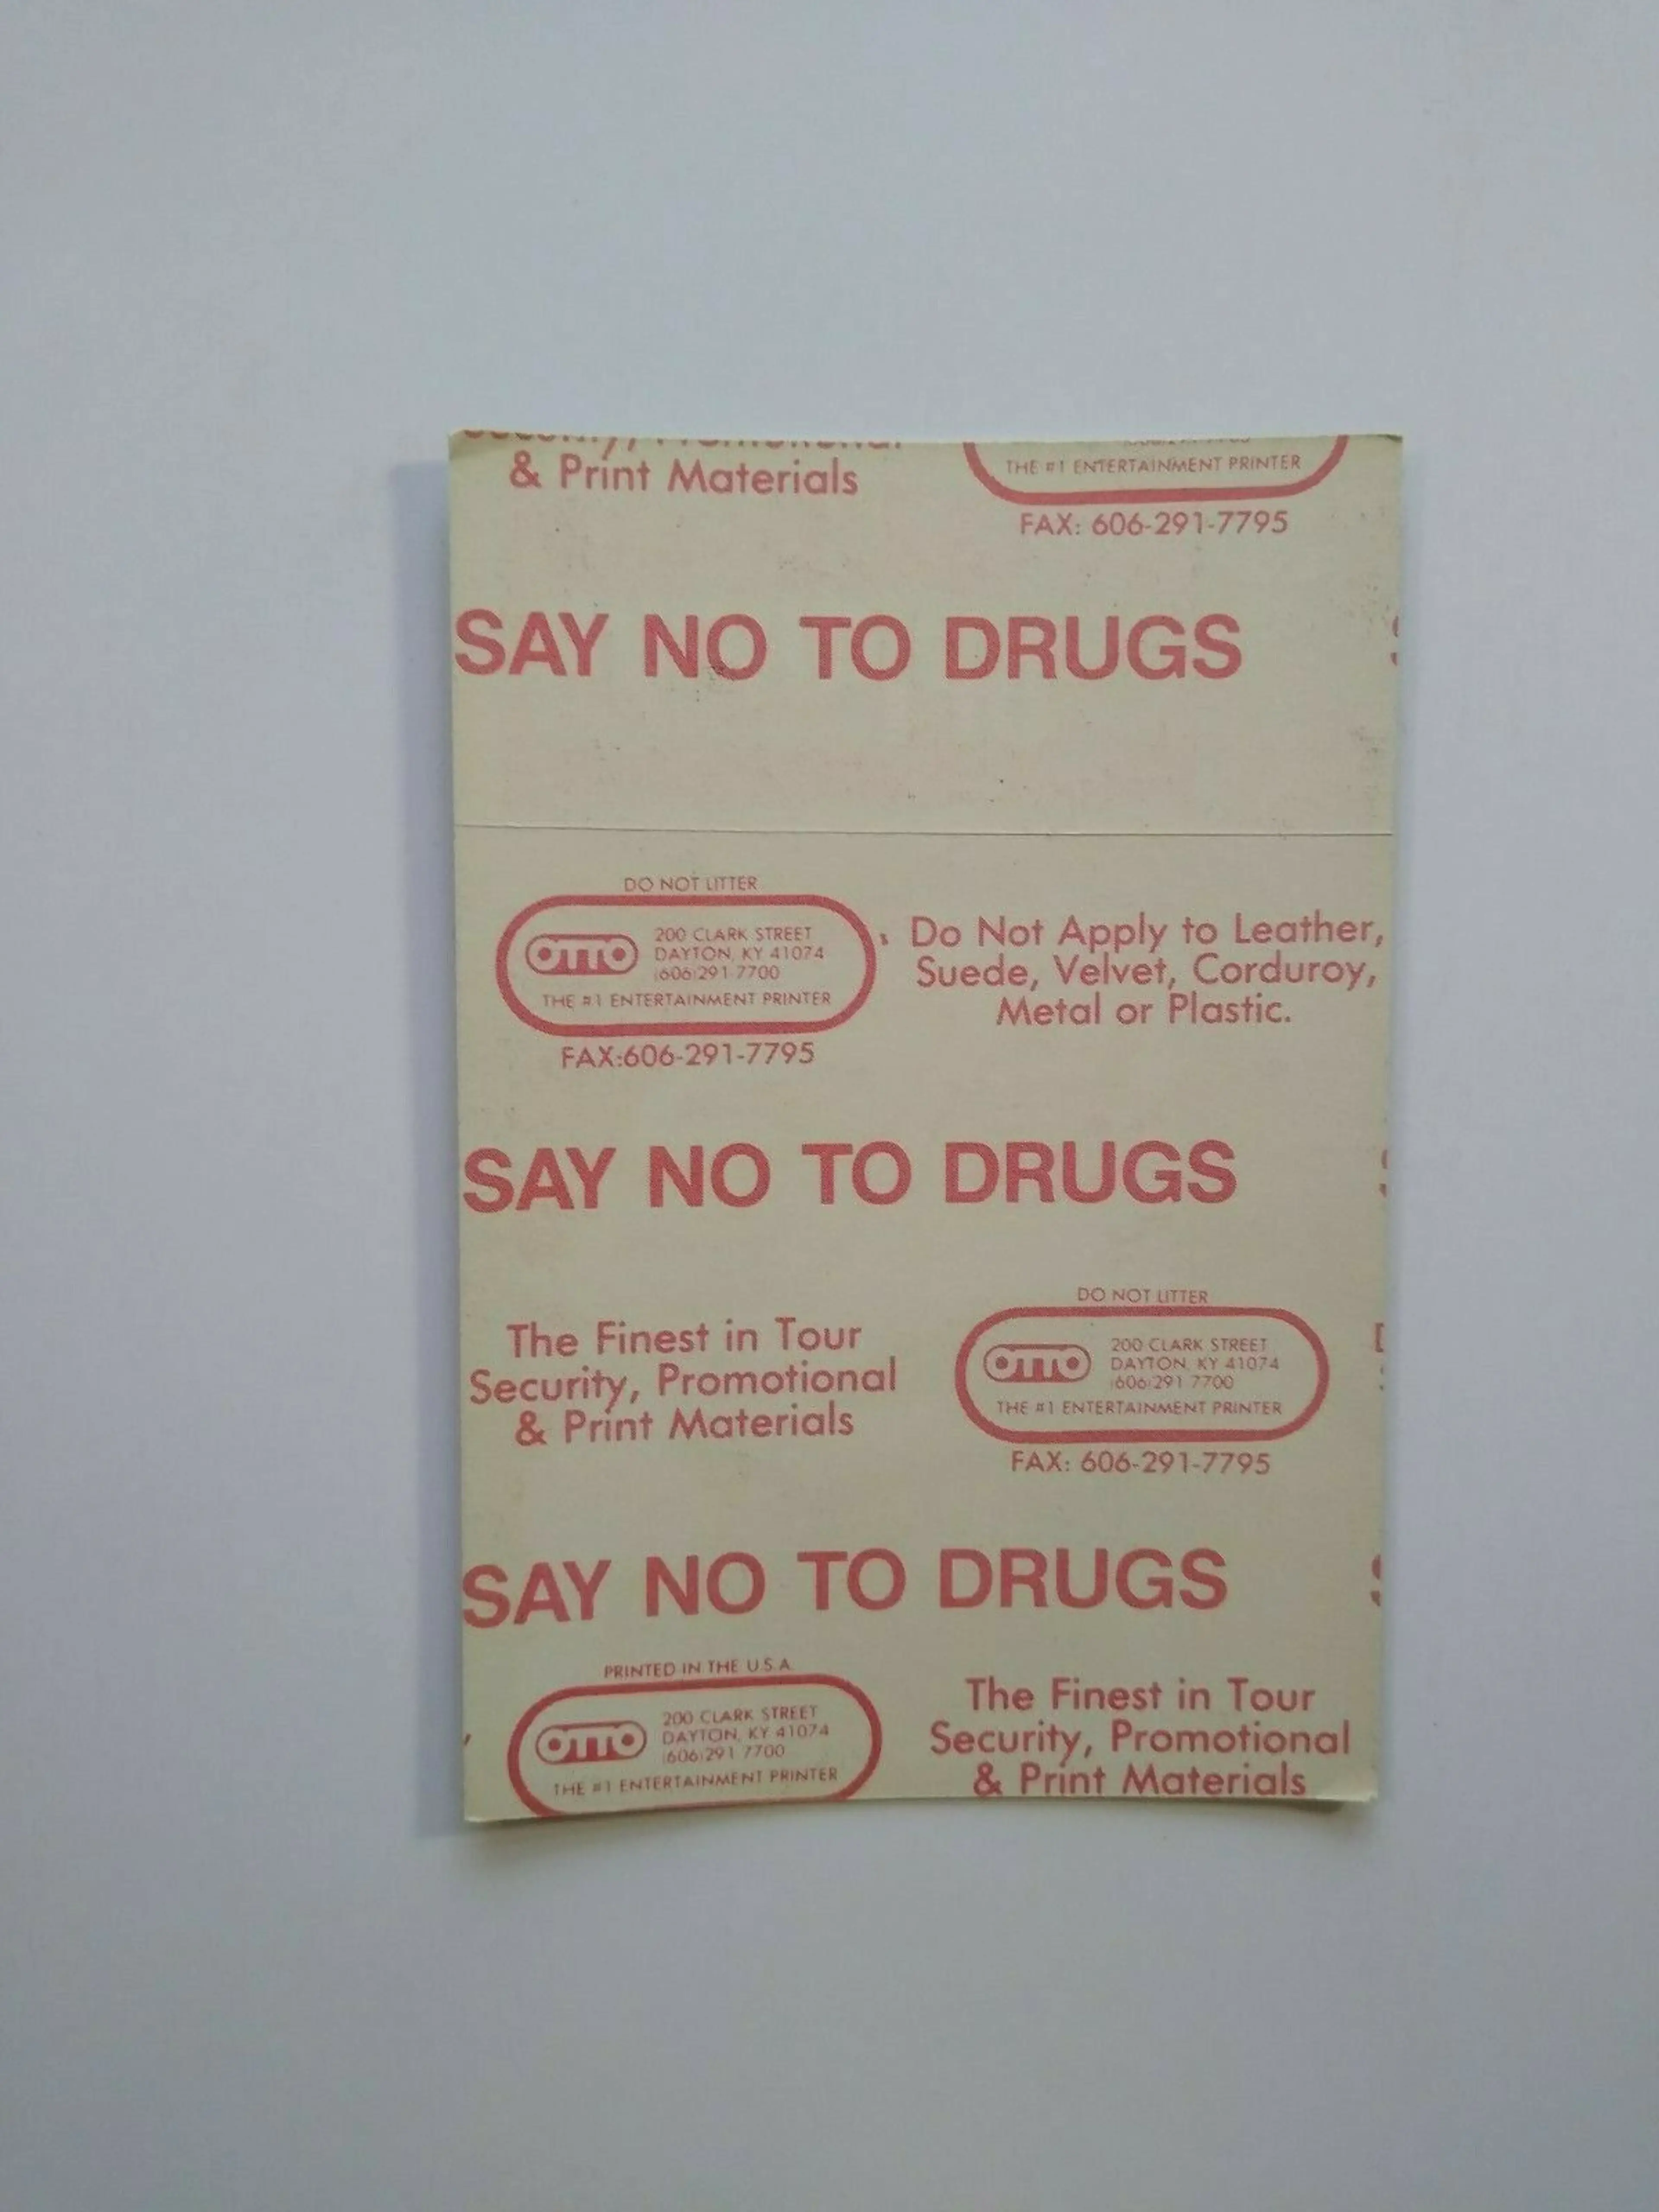 Security, Promotional
& Print Materials
THE #1 ENTERTAINMENT PRINTER
FAX: 606-291-7795
SAY NO TO DRUGS
DO NOT LITTER
OTTO
200 CLARK STREET
DAYTON, KY 41074
(606)291-7700
THE #1 ENTERTAINMENT PRINTER
FAX:606-291-7795
Do Not Apply to Leather,
Suede, Velvet, Corduroy,
Metal or Plastic.
SAY NO TO DRUGS
The Finest in Tour
Security, Promotional
& Print Materials
DO NOT LITTER
OTTO
200 CLARK STREET
DAYTON, KY 41074
(606)291-7700
THE #1 ENTERTAINMENT PRINTER
FAX: 606-291-7795
SAY NO TO DRUGS
PRINTED IN THE U.S.A.
OTTO
200 CLARK STREET
DAYTON, KY 41074
(606)291-7700
THE #1 ENTERTAINMENT PRINTER
The Finest in Tour
Security, Promotional
& Print Materials